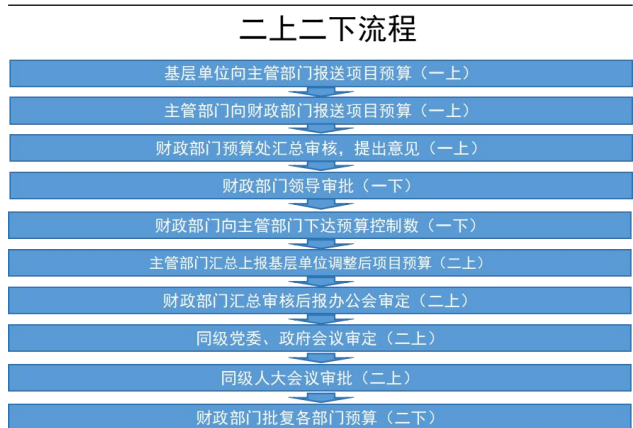 二上二下流程
基层单位向主管部门报送项目预算（一上）
主管部门向财政部门报送项目预算（一上）
财政部门预算处汇总审核，提出意见（一上）
财政部门领导审批（一下）
财政部门向主管部门下达预算控制数（一下）
主管部门汇总上报基层单位调整后项目预算（二上）
财政部门汇总审核后报办公会审定（二上）
同级党委、政府会议审定（二上）
同级人大会议审批（二上）
财政部门批复各部门预算（二下）